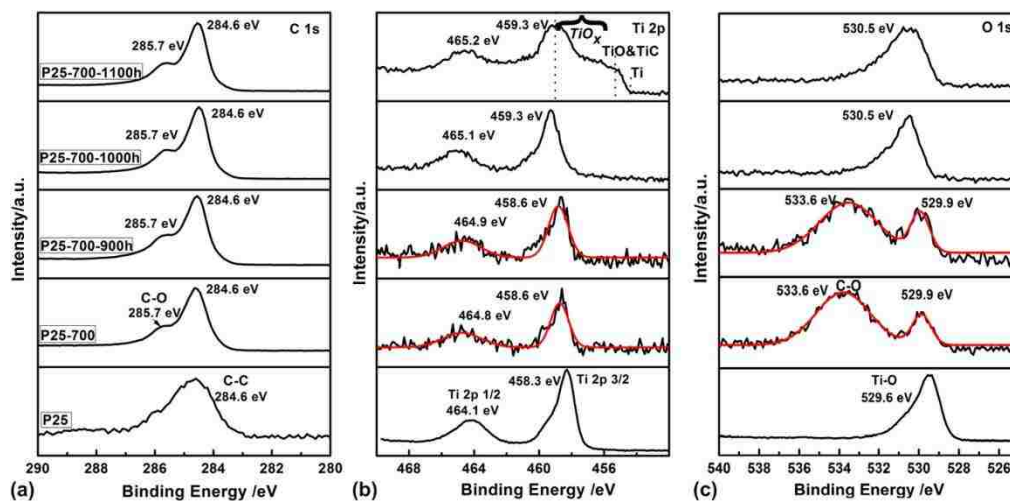 C 1s
284.6 eV
285.7 eV
P25-700-1100h
284.6 eV
285.7 eV
P25-700-1000h
284.6 eV
285.7 eV
P25-700-900h
284.6 eV
C-O
285.7 eV
P25-700
C-C
284.6 eV
P25
Intensity/a.u.
290 288 286 284 282 280
Binding Energy /eV
(a)
Ti 2p
459.3 eV
TiOx
465.2 eV
TiO&TiC
Ti
459.3 eV
465.1 eV
458.6 eV
464.9 eV
458.6 eV
464.8 eV
Ti 2p 3/2
458.3 eV
Ti 2p 1/2
464.1 eV
Intensity/a.u.
468 464 460 456 452
Binding Energy /eV
(b)
O 1s
530.5 eV
530.5 eV
533.6 eV
529.9 eV
C-O
533.6 eV
529.9 eV
Ti-O
529.6 eV
Intensity/a.u.
540 538 536 534 532 530 528 526
Binding Energy /eV
(c)